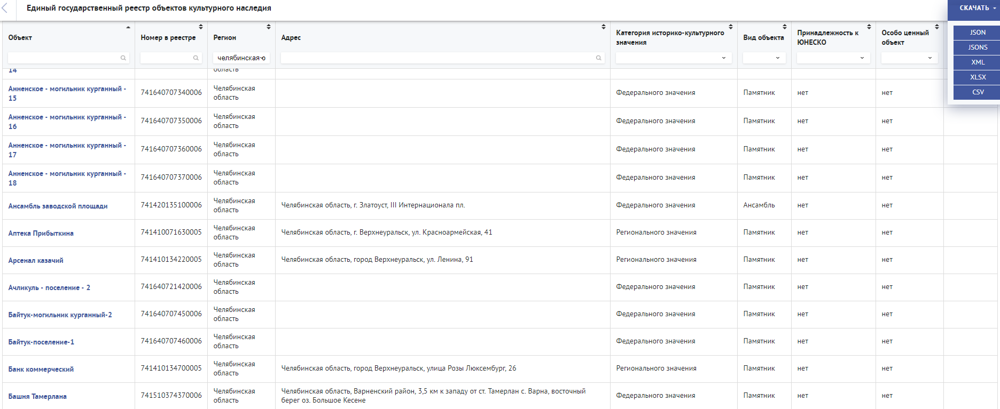 Единый государственный реестр объектов культурного наследия
СКАЧАТЬ
JSON
JSONS
XML
XLSX
CSV
Объект
Номер в реестре
Регион
Адрес
Категория историко-культурного
значения
Вид объекта
Принадлежность к
ЮНЕСКО
Особо ценный
объект
челябинская о
14
область
Анненское - могильник курганный -
15
741640707340006
Челябинская
область
Федерального значения
Памятник
нет
нет
Анненское - могильник курганный -
16
741640707350006
Челябинская
область
Федерального значения
Памятник
нет
нет
Анненское - могильник курганный -
17
741640707360006
Челябинская
область
Федерального значения
Памятник
нет
нет
Анненское - могильник курганный -
18
741640707370006
Челябинская
область
Федерального значения
Памятник
нет
нет
Ансамбль заводской площади
741420135100006
Челябинская
область
Челябинская область, г. Златоуст, III Интернационала пл.
Федерального значения
Ансамбль
нет
нет
Аптека Прибыткина
741410071630005
Челябинская
область
Челябинская область, г. Верхнеуральск, ул. Красноармейская, 41
Регионального значения
Памятник
нет
нет
Арсенал казачий
741410134220005
Челябинская
область
Челябинская область, город Верхнеуральск, ул. Ленина, 91
Регионального значения
Памятник
нет
нет
Ачликуль - поселение - 2
741640721420006
Челябинская
область
Федерального значения
Памятник
нет
нет
Байтук-могильник курганный-2
741640707450006
Челябинская
область
Федерального значения
Памятник
нет
нет
Байтук-поселение-1
741640707460006
Челябинская
область
Федерального значения
Памятник
нет
нет
Банк коммерческий
741410134700005
Челябинская
область
Челябинская область, город Верхнеуральск, улица Розы Люксембург, 26
Регионального значения
Памятник
нет
нет
Башня Тамерлана
741510374370006
Челябинская
область
Челябинская область, Варненский район, 3,5 км к западу от ст. Тамерлан с. Варна, восточный
берег оз. Большое Кесене
Федерального значения
Памятник
нет
нет